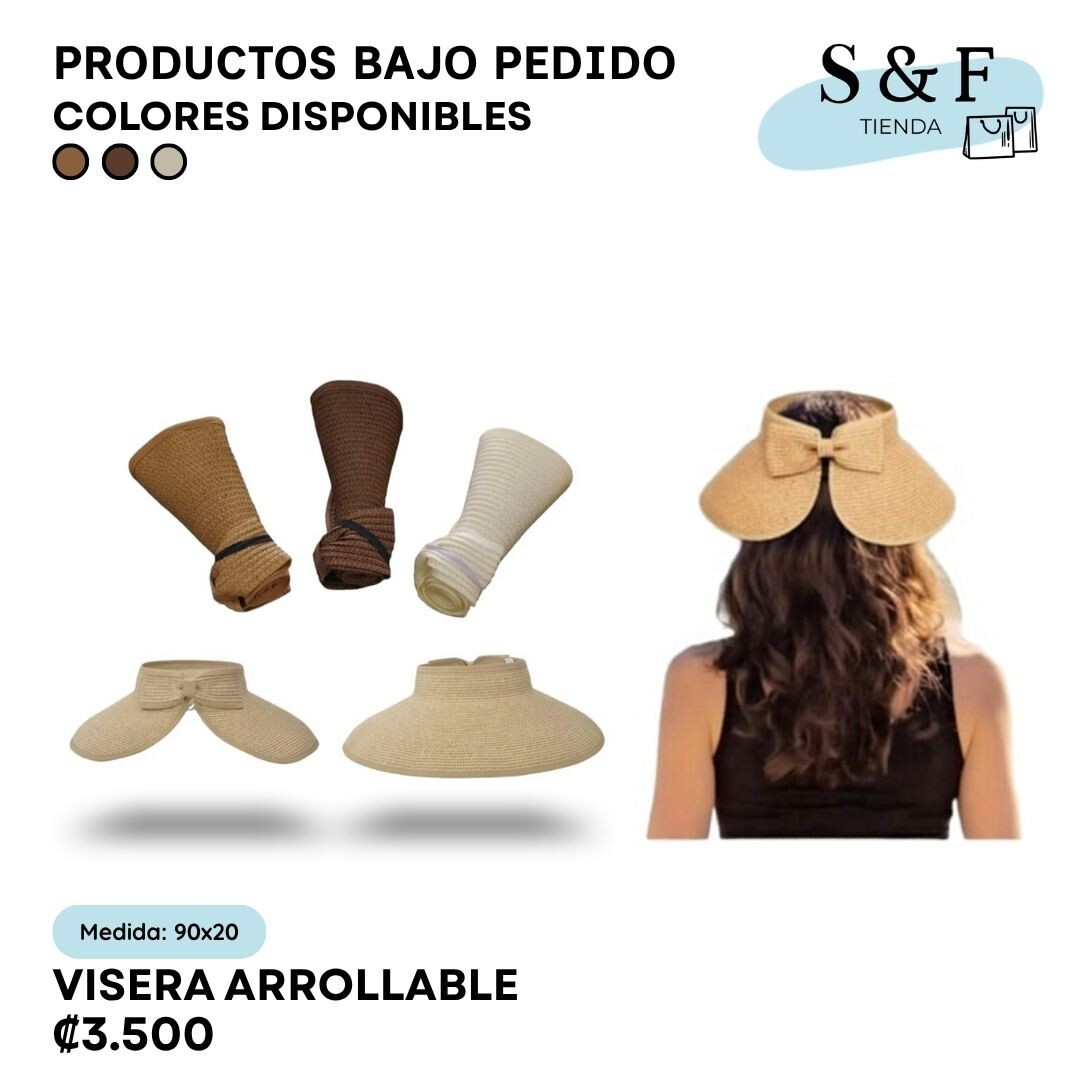 PRODUCTOS BAJO PEDIDO
COLORES DISPONIBLES
S & F
TIENDA
Medida: 90x20
VISERA ARROLLABLE
₡3.500